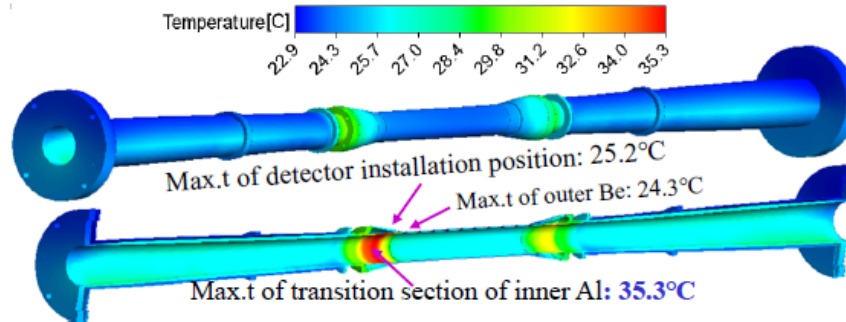 Temperature[C]
22.9 24.3 25.7 27.0 28.4 29.8 31.2 32.6 34.0 35.3
Max.t of detector installation position: 25.2°C
Max.t of outer Be: 24.3°C
Max.t of transition section of inner Al: 35.3°C